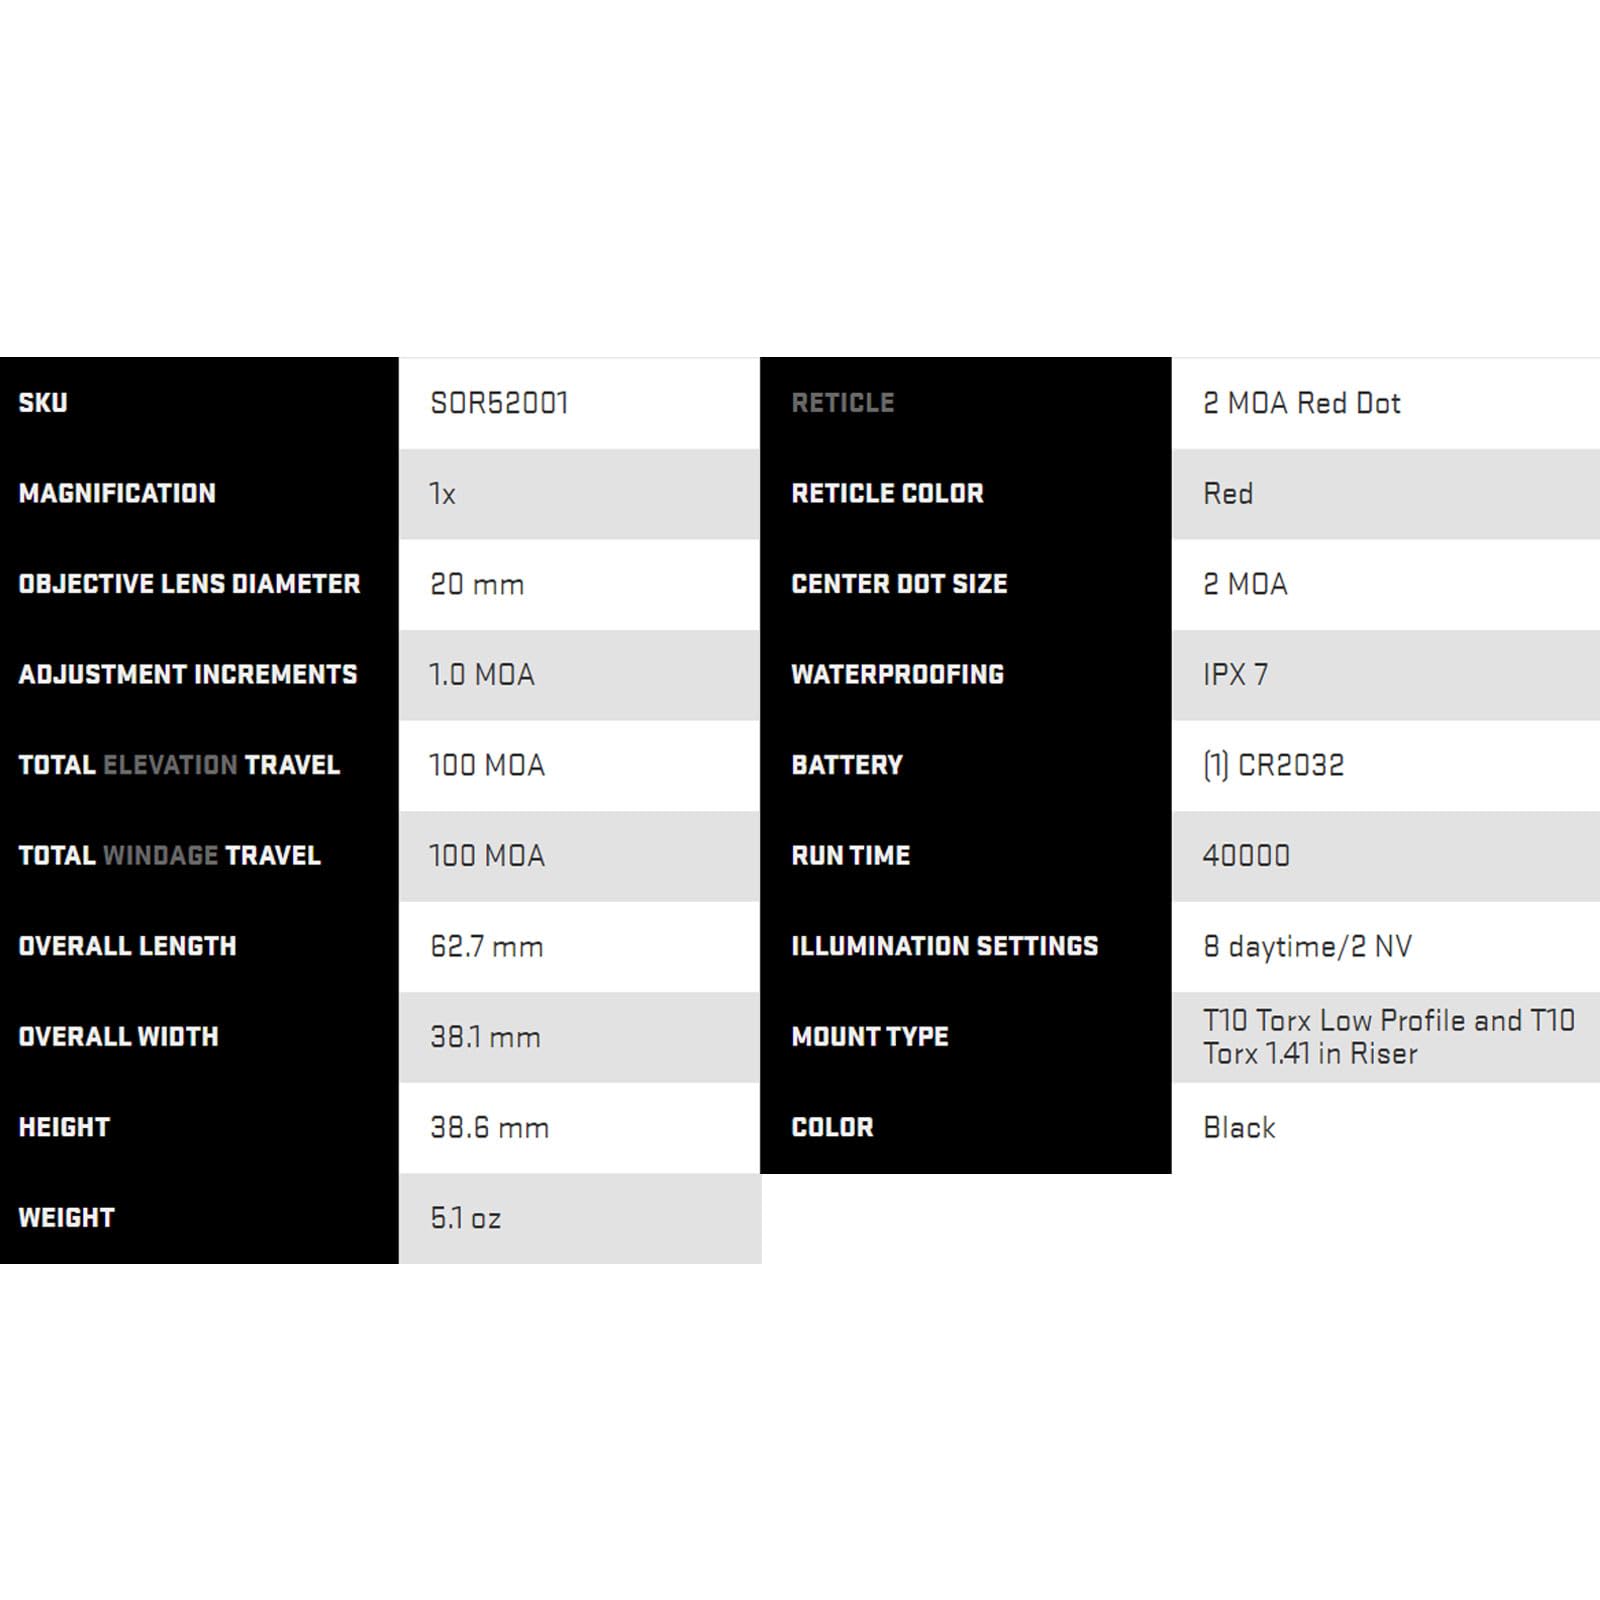 SKU SOR52001
MAGNIFICATION 1x
OBJECTIVE LENS DIAMETER 20 mm
ADJUSTMENT INCREMENTS 1.0 MOA
TOTAL ELEVATION TRAVEL 100 MOA
TOTAL WINDAGE TRAVEL 100 MOA
OVERALL LENGTH 62.7 mm
OVERALL WIDTH 38.1 mm
HEIGHT 38.6 mm
WEIGHT 5.1 oz
RETICLE 2 MOA Red Dot
RETICLE COLOR Red
CENTER DOT SIZE 2 MOA
WATERPROOFING IPX 7
BATTERY (1) CR2032
RUN TIME 40000
ILLUMINATION SETTINGS 8 daytime/2 NV
MOUNT TYPE T10 Torx Low Profile and T10
Torx 1.41 in Riser
COLOR Black